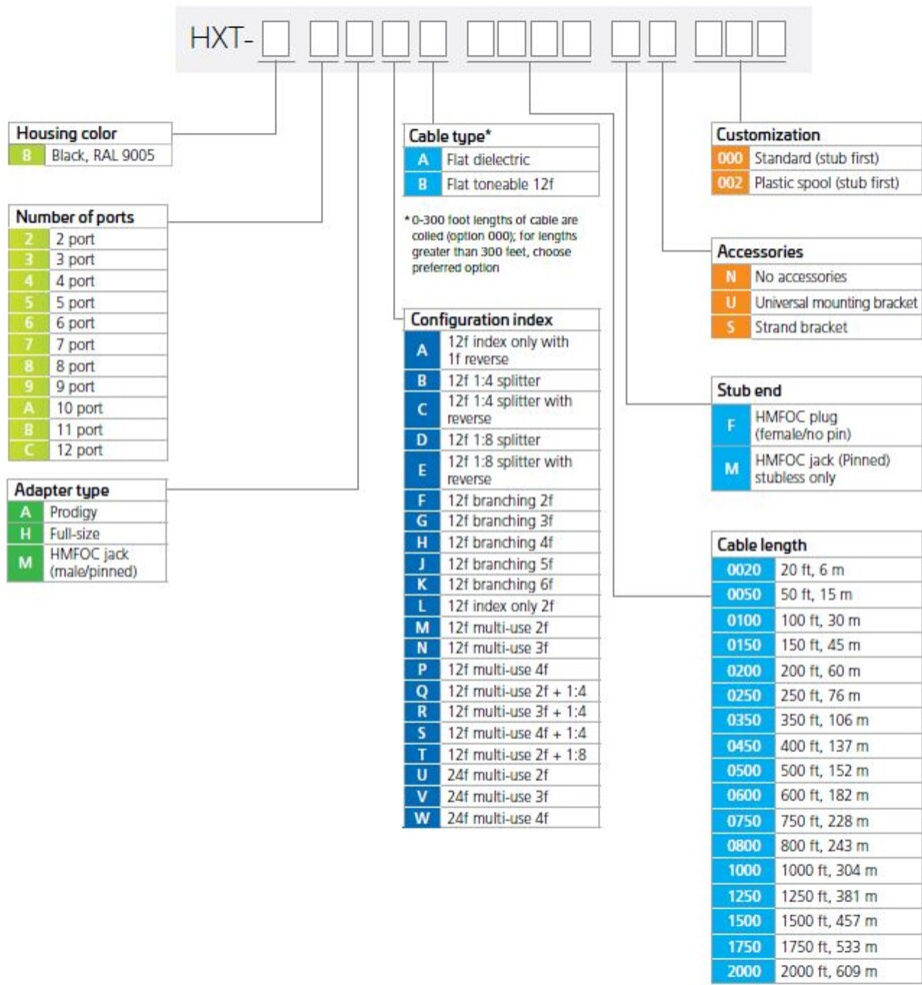 HXT-
Housing color
B Black, RAL 9005
Number of ports
2 2 port
3 3 port
4 4 port
5 5 port
6 6 port
7 7 port
8 8 port
9 9 port
A 10 port
B 11 port
C 12 port
Adapter type
A Prodigy
H Full-size
M HMFOC jack
(male/pinned)
Cable type*
A Flat dielectric
B Flat toneable 12f
* 0-300 foot lengths of cable are
coiled (option 000); for lengths
greater than 300 feet, choose
preferred option
Configuration index
A 12f index only with
1f reverse
B 12f 1:4 splitter
C 12f 1:4 splitter with
reverse
D 12f 1:8 splitter
E 12f 1:8 splitter with
reverse
F 12f branching 2f
G 12f branching 3f
H 12f branching 4f
J 12f branching 5f
K 12f branching 6f
L 12f index only 2f
M 12f multi-use 2f
N 12f multi-use 3f
P 12f multi-use 4f
Q 12f multi-use 2f + 1:4
R 12f multi-use 3f + 1:4
S 12f multi-use 4f + 1:4
T 12f multi-use 2f + 1:8
U 24f multi-use 2f
V 24f multi-use 3f
W 24f multi-use 4f
Customization
000 Standard (stub first)
002 Plastic spool (stub first)
Accessories
N No accessories
U Universal mounting bracket
S Strand bracket
Stub end
F HMFOC plug
(female/no pin)
M HMFOC jack (Pinned)
stubless only
Cable length
0020 20 ft, 6 m
0050 50 ft, 15 m
0100 100 ft, 30 m
0150 150 ft, 45 m
0200 200 ft, 60 m
0250 250 ft, 76 m
0350 350 ft, 106 m
0450 400 ft, 137 m
0500 500 ft, 152 m
0600 600 ft, 182 m
0750 750 ft, 228 m
0800 800 ft, 243 m
1000 1000 ft, 304 m
1250 1250 ft, 381 m
1500 1500 ft, 457 m
1750 1750 ft, 533 m
2000 2000 ft, 609 m